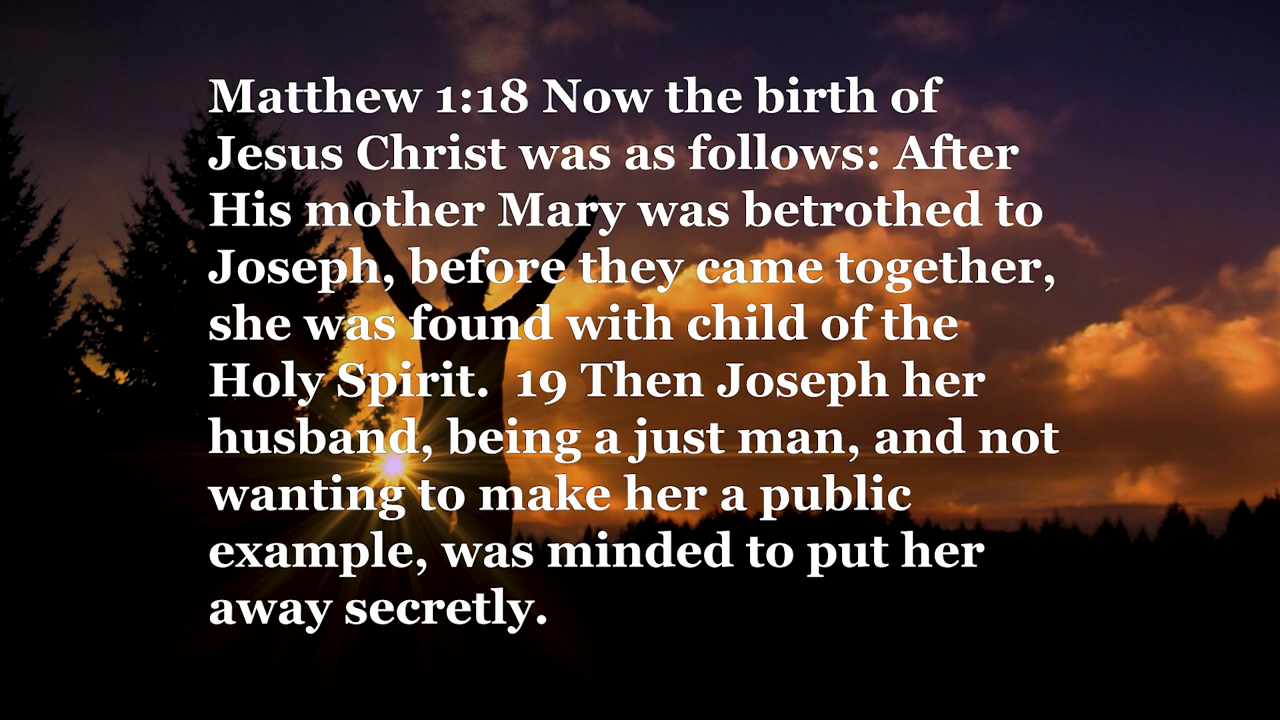 Matthew 1:18 Now the birth of
Jesus Christ was as follows: After
His mother Mary was betrothed to
Joseph, before they came together,
she was found with child of the
Holy Spirit.  19 Then Joseph her
husband, being a just man, and not
wanting to make her a public
example, was minded to put her
away secretly.